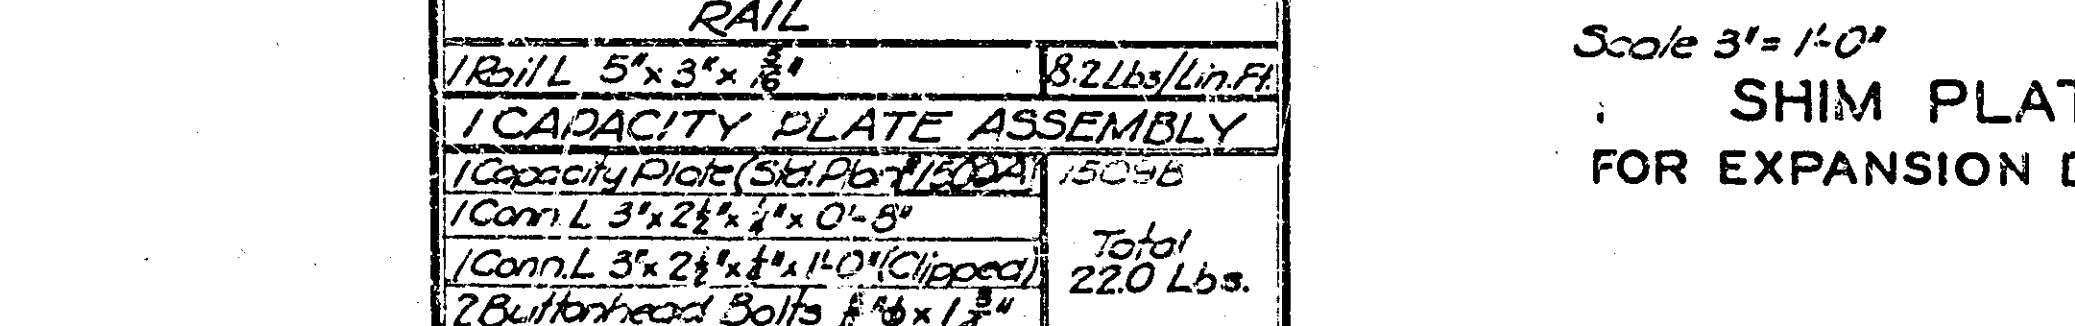 RAIL
1 Rail L 5"x 3"x 5/16" 8.2 Lbs/Lin.Ft.
1 CAPACITY PLATE ASSEMBLY
1 Capacity Plate (Std. Plan #1500A) 1509B
1 Conn. L 3"x 2½"x ¼"x 0'-8"
1 Conn. L 3"x 2½"x ¼"x 1'-0" (Clipped)
Total
22.0 Lbs.
2 Buttonhead Bolts
Scale 3"= 1'-0"
SHIM PLAT
FOR EXPANSION D